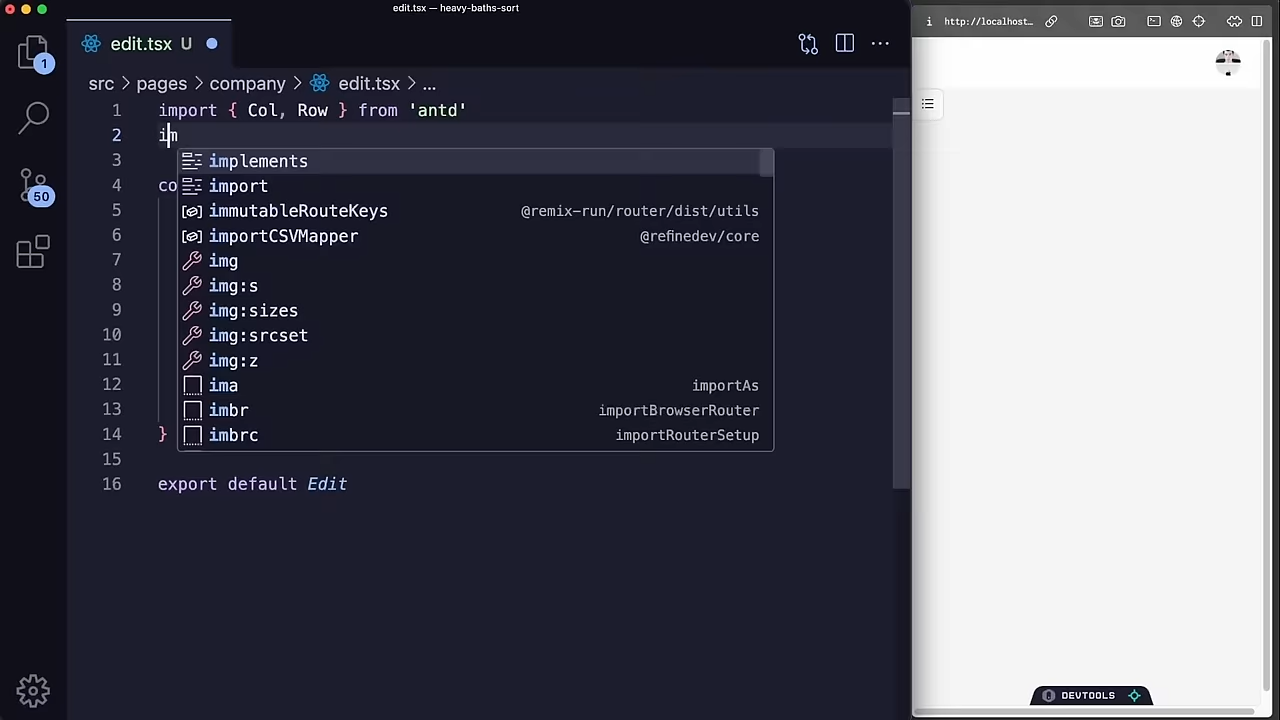 edit.tsx — heavy-baths-sort
http://localhost...
edit.tsx U
1
src > pages > company > edit.tsx > ...
1 import { Col, Row } from 'antd'
2 im
3 implements
4 co import
5 immutableRouteKeys @remix-run/router/dist/utils
6 importCSVMapper @refinedev/core
7 img
8 img:s
9 img:sizes
10 img:srcset
11 img:z
12 ima importAs
13 imbr importBrowserRouter
14 } imbrc importRouterSetup
15
16 export default Edit
50
DEVTOOLS